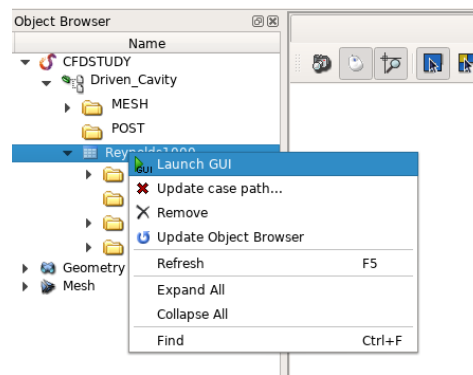 Object Browser
Name
CFDSTUDY
Driven_Cavity
MESH
POST
Reynolds1000
GUI
Launch GUI
Update case path...
Remove
Update Object Browser
Refresh F5
Expand All
Collapse All
Find Ctrl+F
Geometry
Mesh